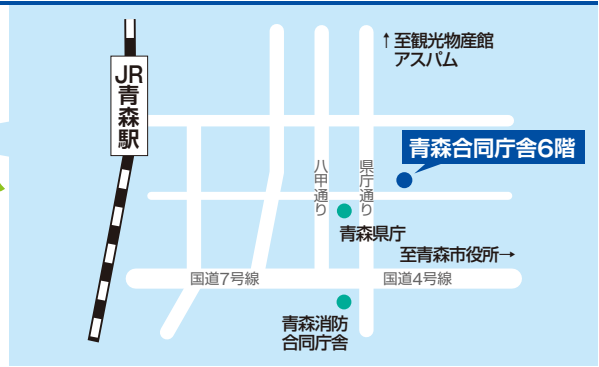 ↑至観光物産館
アスパム
JR青森駅
青森合同庁舎6階
八甲通り
県庁通り
青森県庁
至青森市役所→
国道7号線
国道4号線
青森消防
合同庁舎